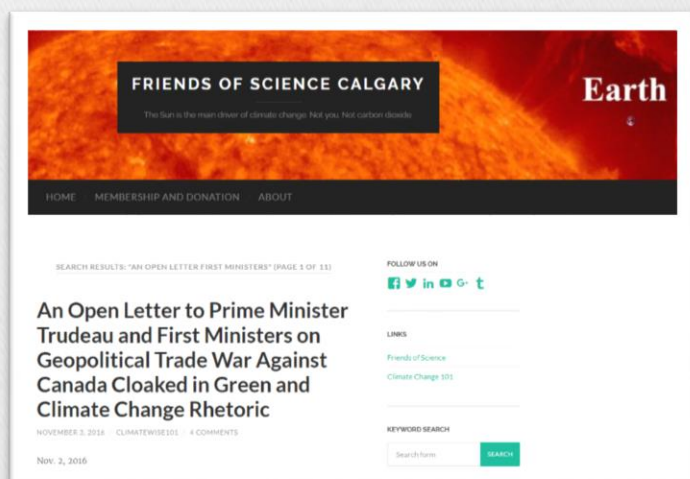 FRIENDS OF SCIENCE CALGARY
The Sun is the main driver of climate change. Not you. Not carbon dioxide.
Earth
HOME MEMBERSHIP AND DONATION ABOUT
SEARCH RESULTS: "AN OPEN LETTER FIRST MINISTERS" (PAGE 1 OF 11)
An Open Letter to Prime Minister
Trudeau and First Ministers on
Geopolitical Trade War Against
Canada Cloaked in Green and
Climate Change Rhetoric
NOVEMBER 3, 2016 / CLIMATEWISE101 / 4 COMMENTS
Nov. 2, 2016
FOLLOW US ON
LINKS
Friends of Science
Climate Change 101
KEYWORD SEARCH
Search form SEARCH